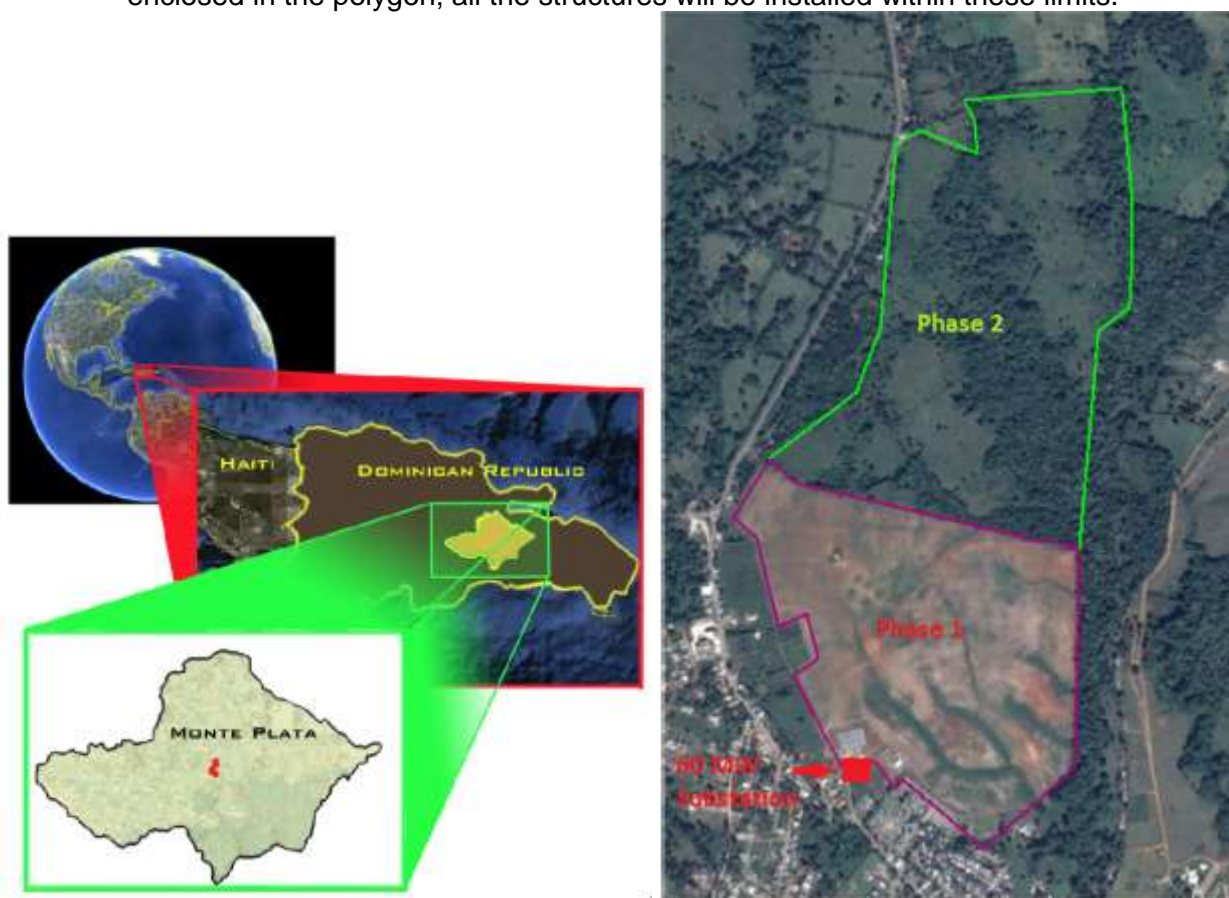 enclosed in the polygon, all the structures will be installed within these limits.
HAITI
DOMINICAN REPUBLIC
MONTE PLATA
Phase 2
Phase 1
Substation